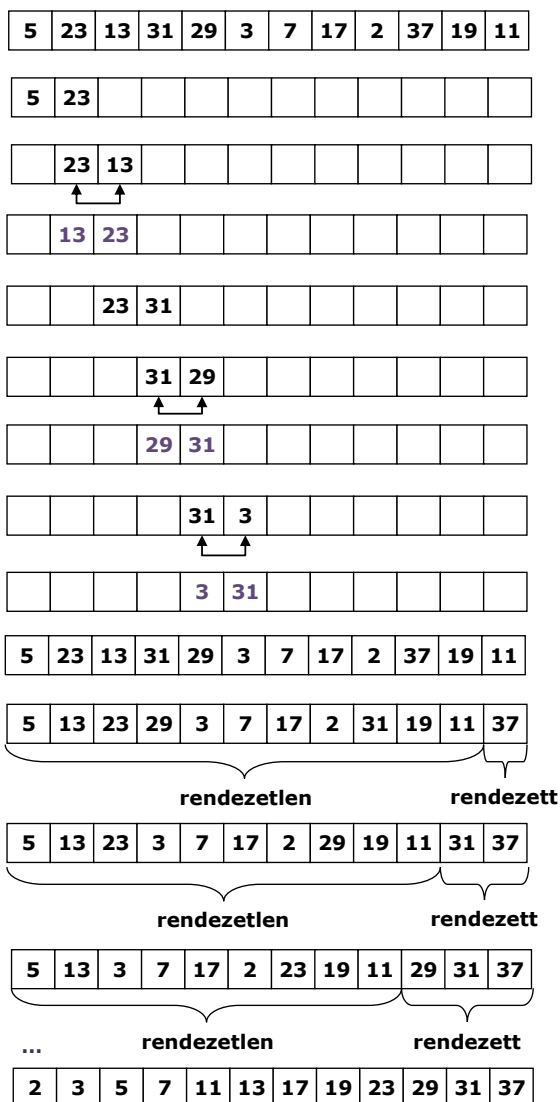 5 23 13 31 29 3 7 17 2 37 19 11
5 23
23 13
13 23
23 31
31 29
29 31
31 3
3 31
5 23 13 31 29 3 7 17 2 37 19 11
5 13 23 29 3 7 17 2 31 19 11 37
rendezetlen rendezett
5 13 23 3 7 17 2 29 19 11 31 37
rendezetlen rendezett
5 13 3 7 17 2 23 19 11 29 31 37
rendezetlen rendezett
...
2 3 5 7 11 13 17 19 23 29 31 37